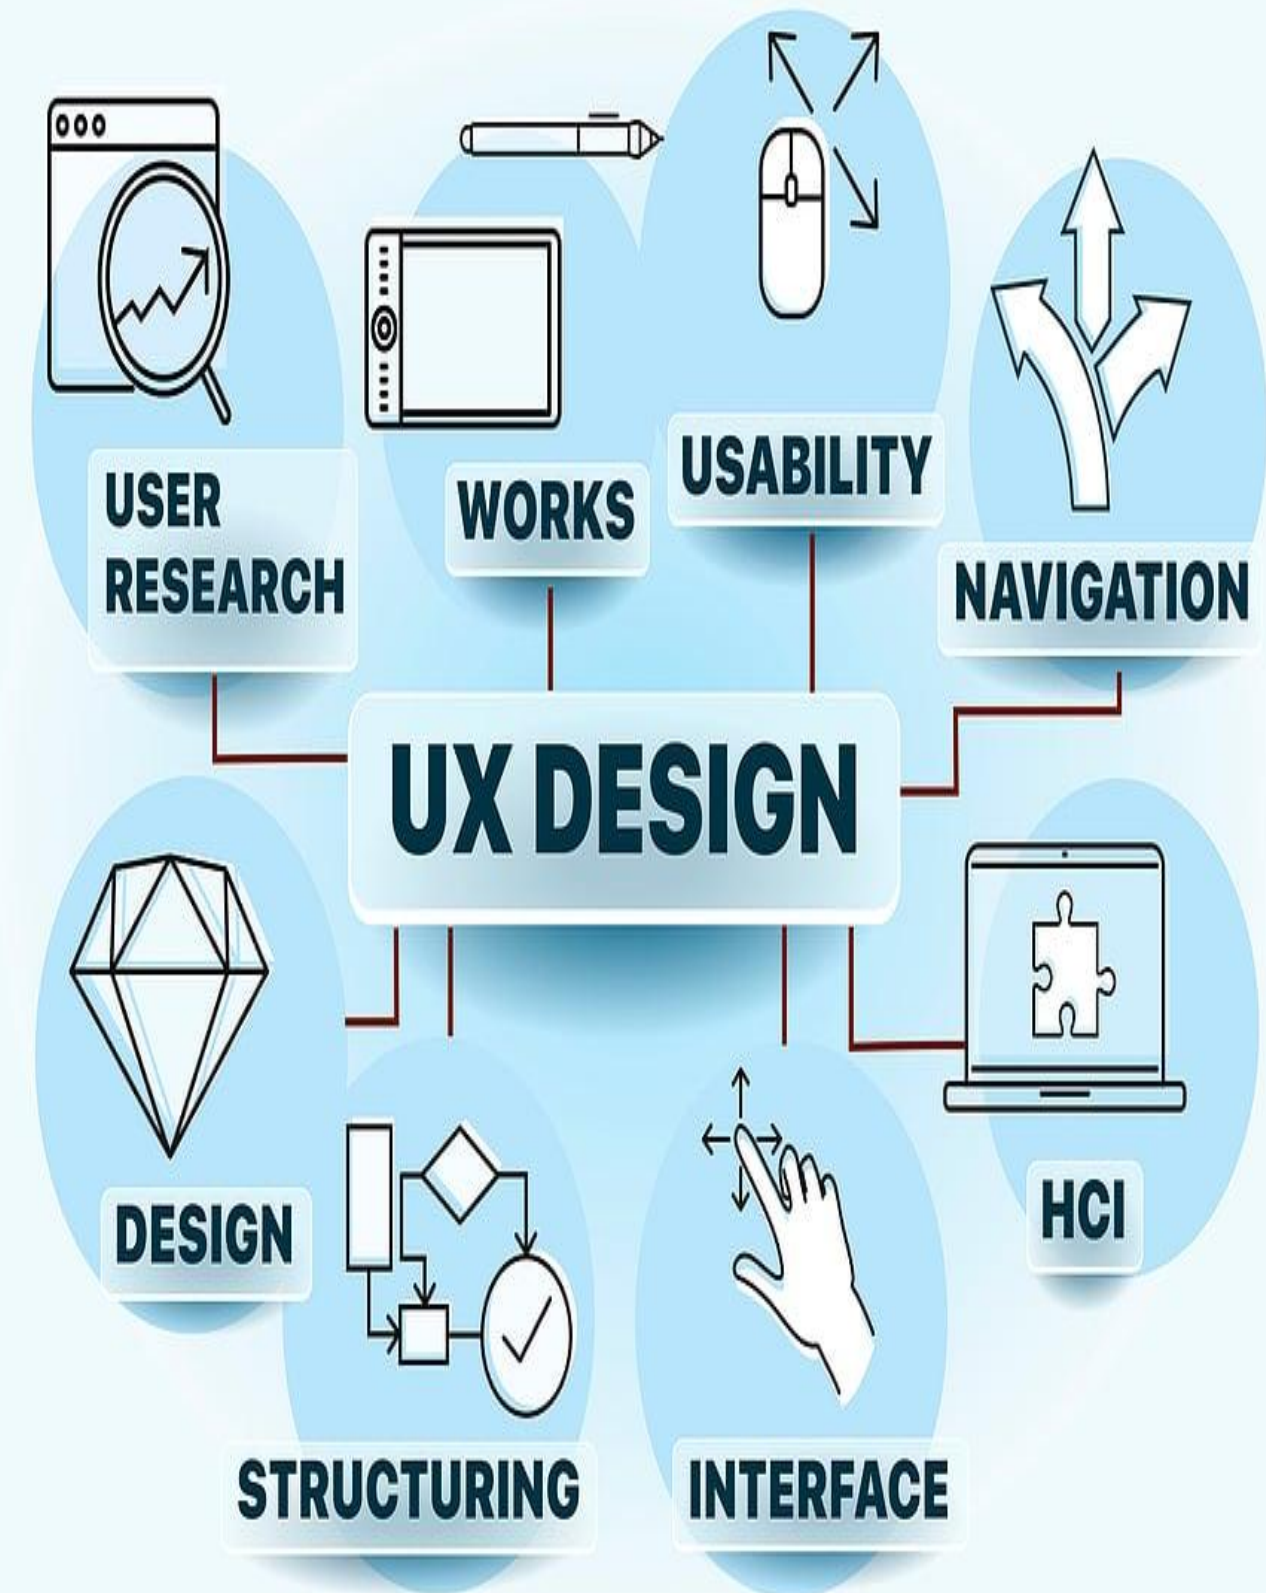 USER
RESEARCH
WORKS
USABILITY
NAVIGATION
UX DESIGN
DESIGN
HCI
STRUCTURING
INTERFACE